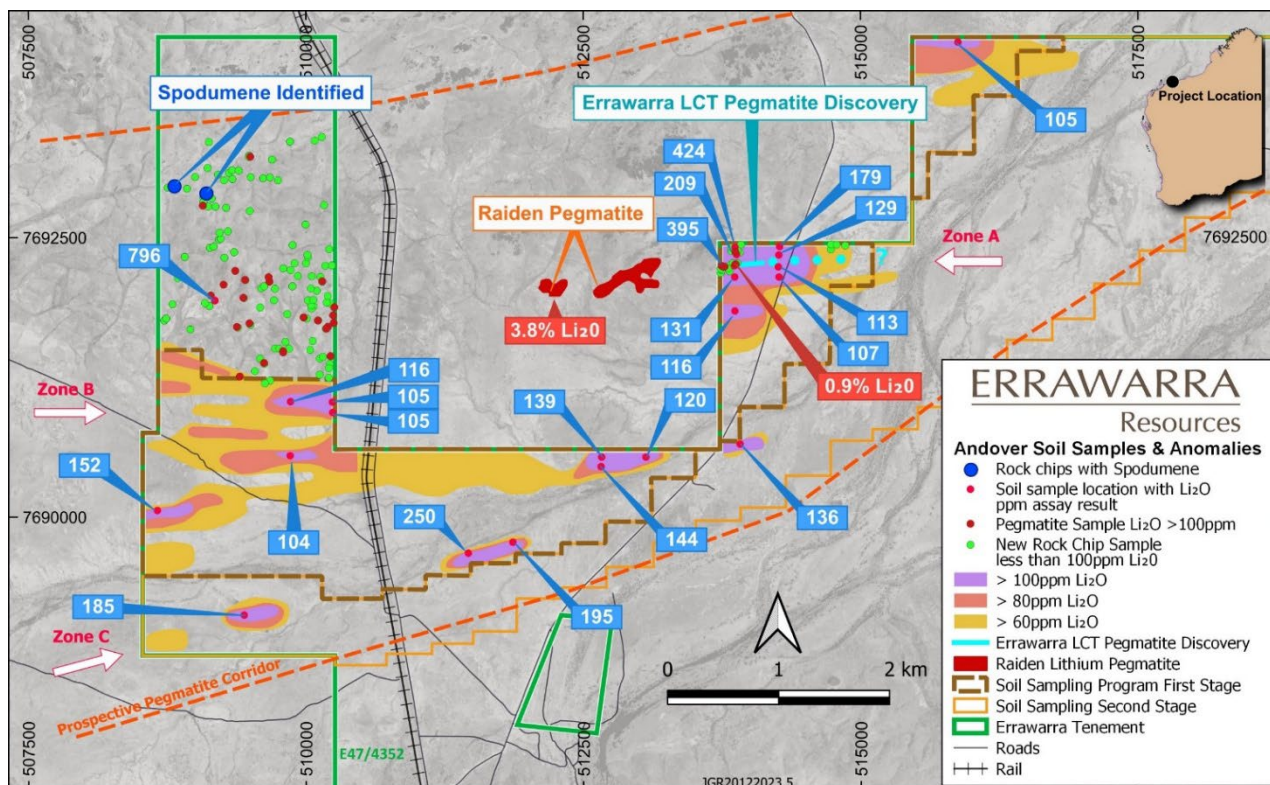 507500
510000
512500
515000
517500
Spodumene Identified
Errawarra LCT Pegmatite Discovery
Project Location
105
424
209
395
179
129
Raiden Pegmatite
7692500
7692500
Zone A
796
?
3.8% Li₂0
131
116
113
107
0.9% Li₂0
Zone B
116
105
105
139
120
152
104
250
144
136
7690000
185
195
Zone C
Prospective Pegmatite Corridor
0 1 2 km
E47/4352
507500
510000
512500
515000
JGR20122023_5
ERRAWARRA
Resources
Andover Soil Samples & Anomalies
Rock chips with Spodumene
Soil sample location with Li2O
ppm assay result
Pegmatite Sample Li2O >100ppm
New Rock Chip Sample
less than 100ppm Li20
> 100ppm Li2O
> 80ppm Li2O
> 60ppm Li2O
Errawarra LCT Pegmatite Discovery
Raiden Lithium Pegmatite
Soil Sampling Program First Stage
Soil Sampling Second Stage
Errawarra Tenement
Roads
Rail